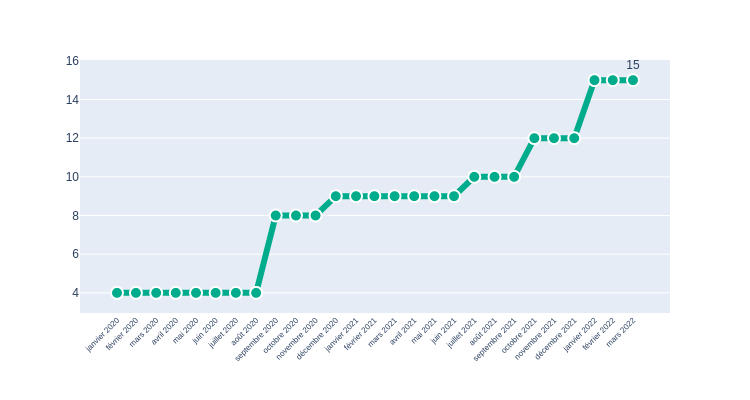 16
15
14
12
10
8
6
4
janvier 2020
février 2020
mars 2020
avril 2020
mai 2020
juin 2020
juillet 2020
août 2020
septembre 2020
octobre 2020
novembre 2020
décembre 2020
janvier 2021
février 2021
mars 2021
avril 2021
mai 2021
juin 2021
juillet 2021
août 2021
septembre 2021
octobre 2021
novembre 2021
décembre 2021
janvier 2022
février 2022
mars 2022